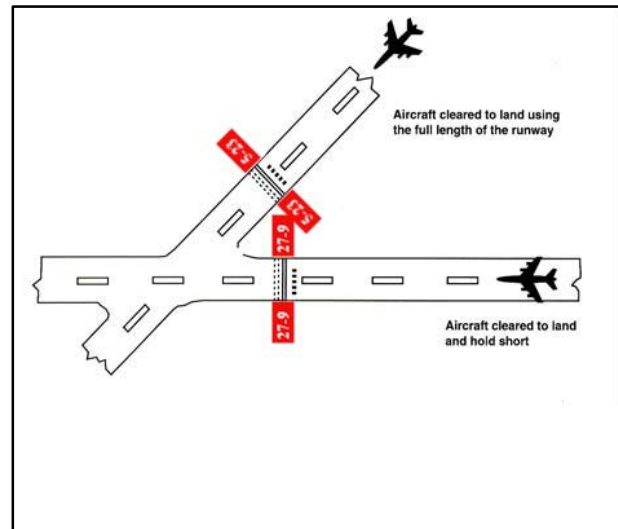 Aircraft cleared to land using
the full length of the runway
5-23
5-23
27-9
27-9
Aircraft cleared to land
and hold short